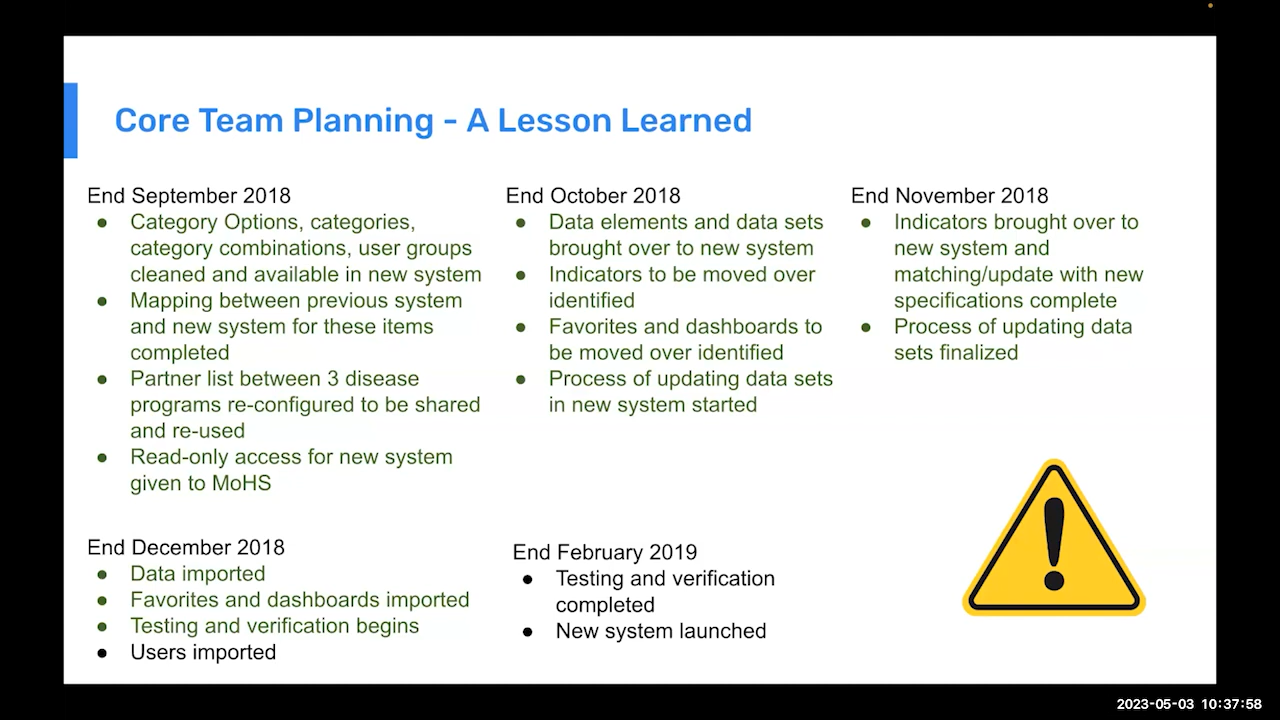 Core Team Planning - A Lesson Learned
End September 2018
● Category Options, categories,
category combinations, user groups
cleaned and available in new system
● Mapping between previous system
and new system for these items
completed
● Partner list between 3 disease
programs re-configured to be shared
and re-used
● Read-only access for new system
given to MoHS
End October 2018
● Data elements and data sets
brought over to new system
● Indicators to be moved over
identified
● Favorites and dashboards to
be moved over identified
● Process of updating data sets
in new system started
End November 2018
● Indicators brought over to
new system and
matching/update with new
specifications complete
● Process of updating data
sets finalized
End December 2018
● Data imported
● Favorites and dashboards imported
● Testing and verification begins
● Users imported
End February 2019
● Testing and verification
completed
● New system launched
!
2023-05-03 10:37:58